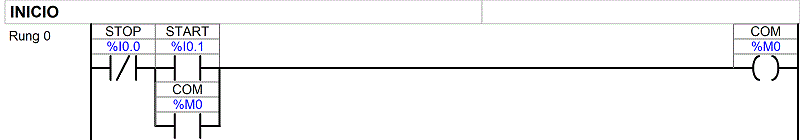 INICIO
Rung 0
STOP START COM
%I0.0 %I0.1 %M0
COM
%M0